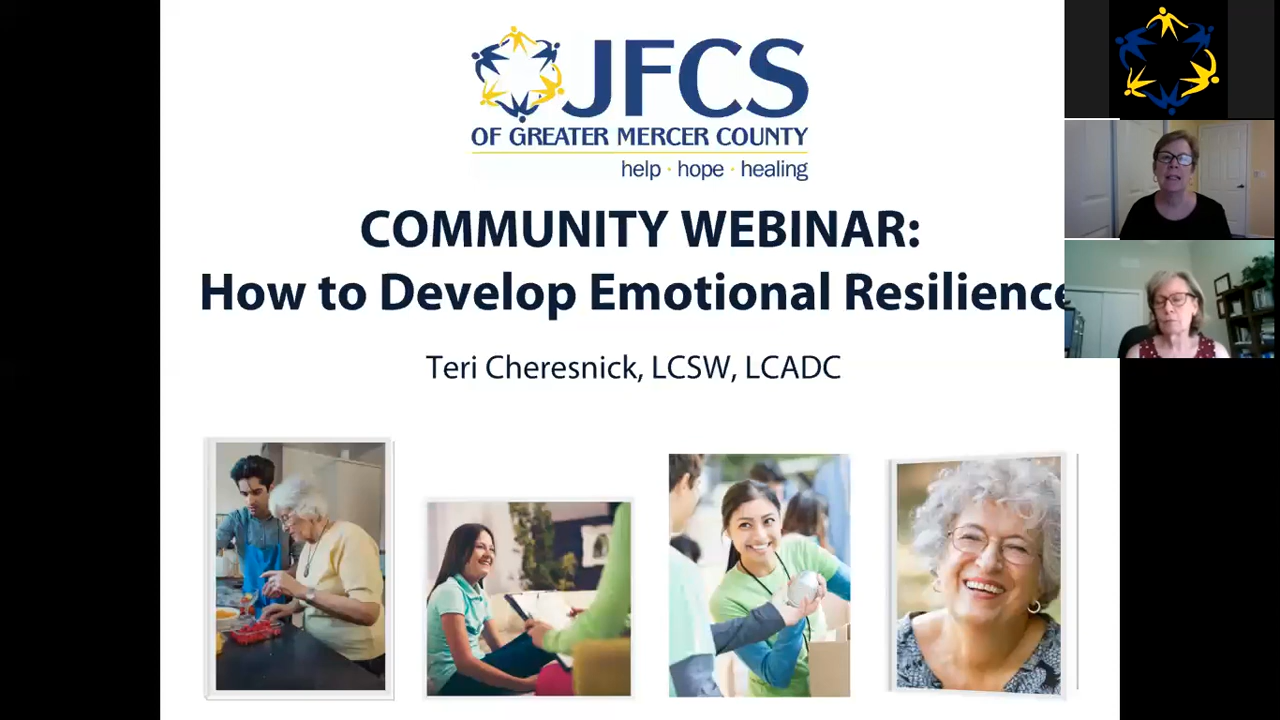 JFCS
OF GREATER MERCER COUNTY
help · hope · healing
COMMUNITY WEBINAR:
How to Develop Emotional Resilience
Teri Cheresnick, LCSW, LCADC